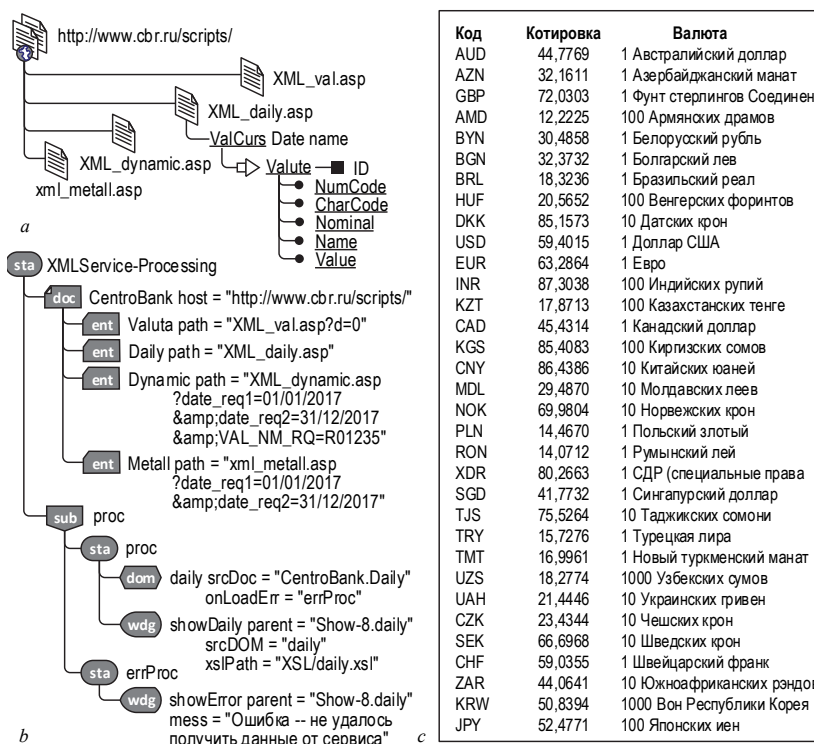 http://www.cbr.ru/scripts/
XML_val.asp
XML_daily.asp
ValCurs Date name
XML_dynamic.asp
Valute ID
xml_metall.asp
NumCode
CharCode
Nominal
Name
Value
a
sta XMLService-Processing
doc CentroBank host = "http://www.cbr.ru/scripts/"
ent Valuta path = "XML_val.asp?d=0"
ent Daily path = "XML_daily.asp"
ent Dynamic path = "XML_dynamic.asp
?date_req1=01/01/2017
&amp;date_req2=31/12/2017
&amp;VAL_NM_RQ=R01235"
ent Metall path = "xml_metall.asp
?date_req1=01/01/2017
&amp;date_req2=31/12/2017"
sub proc
sta proc
dom daily srcDoc = "CentroBank.Daily"
onLoadErr = "errProc"
wdg showDaily parent = "Show-8.daily"
srcDOM = "daily"
xslPath = "XSL/daily.xsl"
sta errProc
wdg showError parent = "Show-8.daily"
mess = "Ошибка -- не удалось
получить данные от сервиса"
b
Код Котировка Валюта
AUD 44,7769 1 Австралийский доллар
AZN 32,1611 1 Азербайджанский манат
GBP 72,0303 1 Фунт стерлингов Соединен
AMD 12,2225 100 Армянских драмов
BYN 30,4858 1 Белорусский рубль
BGN 32,3732 1 Болгарский лев
BRL 18,3236 1 Бразильский реал
HUF 20,5652 100 Венгерских форинтов
DKK 85,1573 10 Датских крон
USD 59,4015 1 Доллар США
EUR 63,2864 1 Евро
INR 87,3038 100 Индийских рупий
KZT 17,8713 100 Казахстанских тенге
CAD 45,4314 1 Канадский доллар
KGS 85,4083 100 Киргизских сомов
CNY 86,4386 10 Китайских юаней
MDL 29,4870 10 Молдавских леев
NOK 69,9804 10 Норвежских крон
PLN 14,4670 1 Польский злотый
RON 14,0712 1 Румынский лей
XDR 80,2663 1 СДР (специальные права
SGD 41,7732 1 Сингапурский доллар
TJS 75,5264 10 Таджикских сомони
TRY 15,7276 1 Турецкая лира
TMT 16,9961 1 Новый туркменский манат
UZS 18,2774 1000 Узбекских сумов
UAH 21,4446 10 Украинских гривен
CZK 23,4344 10 Чешских крон
SEK 66,6968 10 Шведских крон
CHF 59,0355 1 Швейцарский франк
ZAR 44,0641 10 Южноафриканских рэндов
KRW 50,8394 1000 Вон Республики Корея
JPY 52,4771 100 Японских иен
c